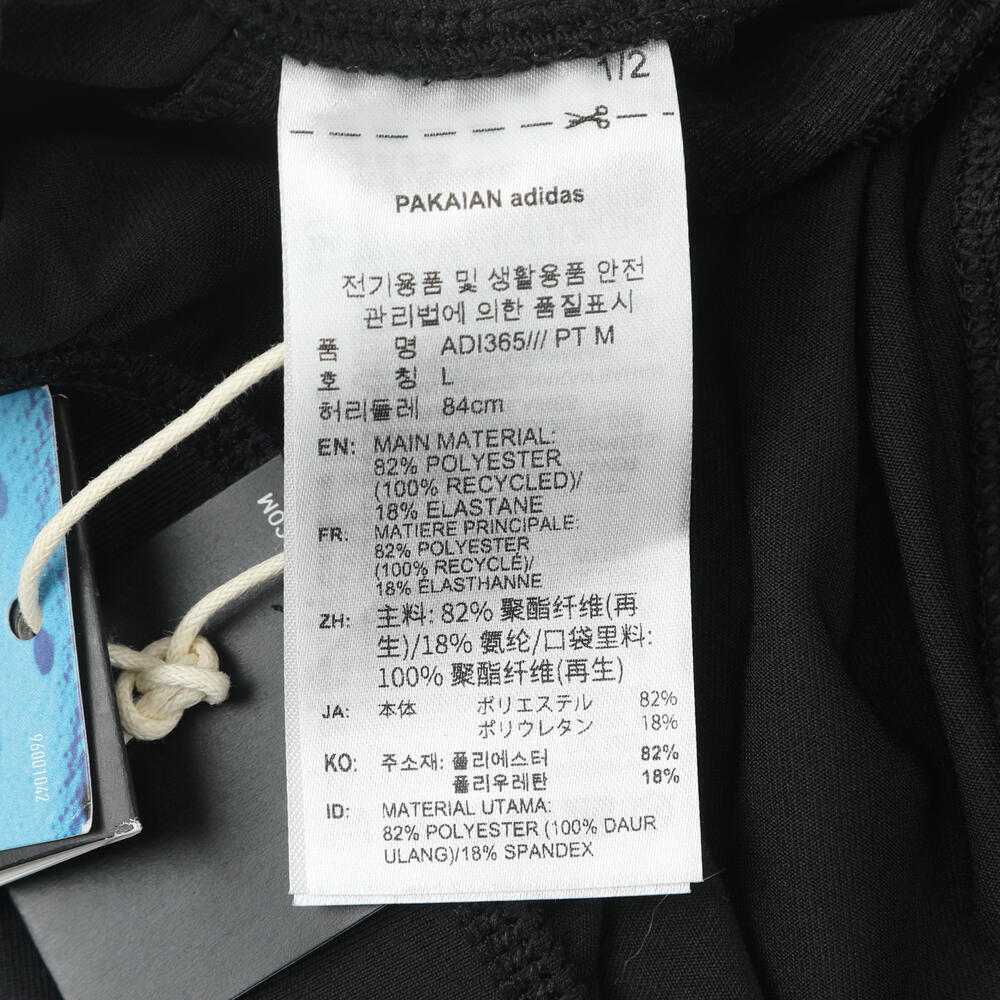 1/2
PAKAIAN adidas
전기용품 및 생활용품 안전
관리법에 의한 품질표시
품 명 ADI365/// PT M
호 칭 L
허리둘레 84cm
EN: MAIN MATERIAL:
82% POLYESTER
(100% RECYCLED)/
18% ELASTANE
FR: MATIERE PRINCIPALE:
82% POLYESTER
(100% RECYCLÉ)/
18% ÉLASTHANNE
ZH: 主料: 82% 聚酯纤维(再
生)/18% 氨纶/口袋里料:
100% 聚酯纤维(再生)
JA: 本体 ポリエステル 82%
ポリウレタン 18%
KO: 주소재: 폴리에스터 82%
폴리우레탄 18%
ID: MATERIAL UTAMA:
82% POLYESTER (100% DAUR
ULANG)/18% SPANDEX
96001042